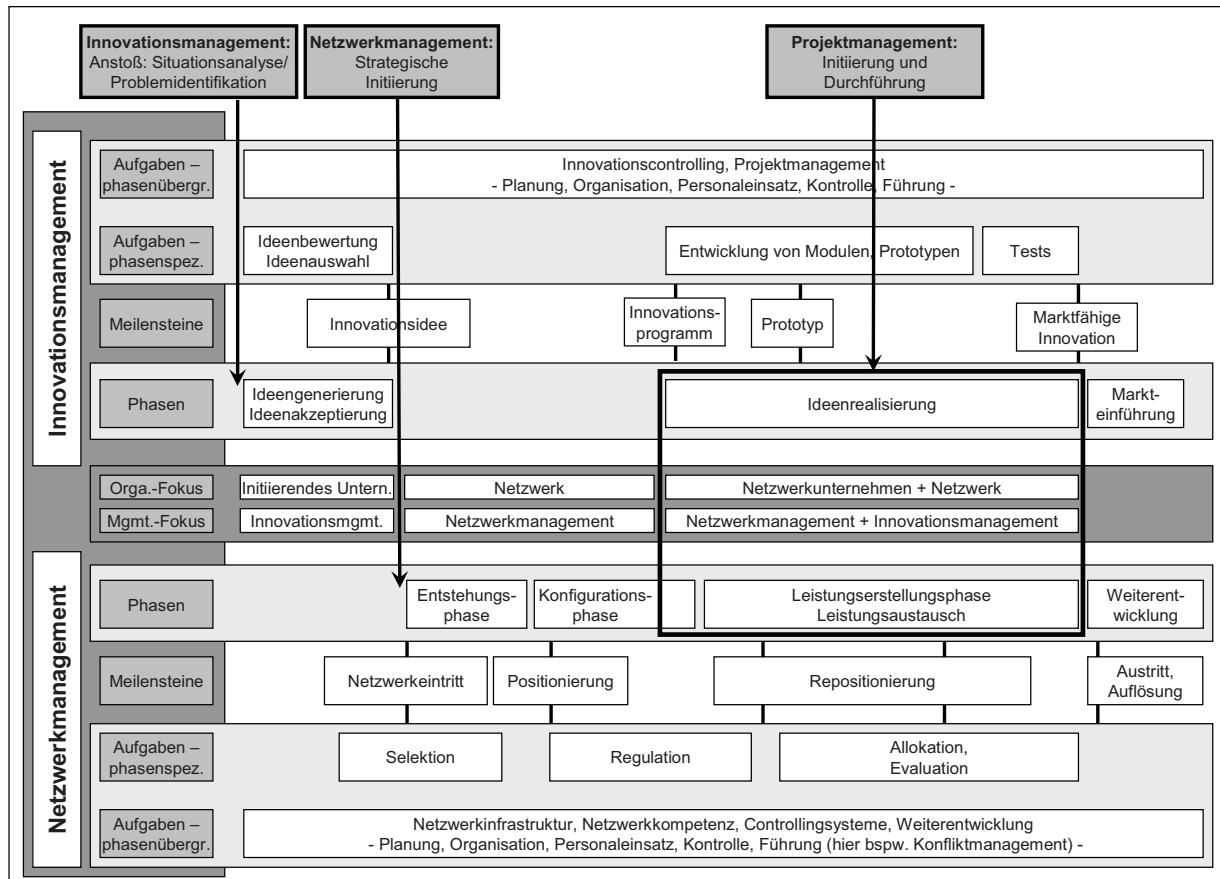 Innovationsmanagement:
Anstoß: Situationsanalyse/
Problemidentifikation
Netzwerkmanagement:
Strategische
Initiierung
Projektmanagement:
Initiierung und
Durchführung
Innovationsmanagement
Aufgaben –
phasenübergr.
Innovationscontrolling, Projektmanagement
- Planung, Organisation, Personaleinsatz, Kontrolle, Führung -
Aufgaben –
phasenspez.
Ideenbewertung
Ideenauswahl
Entwicklung von Modulen, Prototypen
Tests
Meilensteine
Innovationsidee
Innovations-
programm
Prototyp
Marktfähige
Innovation
Phasen
Ideengenerierung
Ideenakzeptierung
Ideenrealisierung
Markt-
einführung
Orga.-Fokus
Initiierendes Untern.
Netzwerk
Netzwerkunternehmen + Netzwerk
Mgmt.-Fokus
Innovationsmgmt.
Netzwerkmanagement
Netzwerkmanagement + Innovationsmanagement
Netzwerkmanagement
Phasen
Entstehungs-
phase
Konfigurations-
phase
Leistungserstellungsphase
Leistungsaustausch
Weiterent-
wicklung
Meilensteine
Netzwerkeintritt
Positionierung
Repositionierung
Austritt,
Auflösung
Aufgaben –
phasenspez.
Selektion
Regulation
Allokation,
Evaluation
Aufgaben –
phasenübergr.
Netzwerkinfrastruktur, Netzwerkkompetenz, Controllingsysteme, Weiterentwicklung
- Planung, Organisation, Personaleinsatz, Kontrolle, Führung (hier bspw. Konfliktmanagement) -